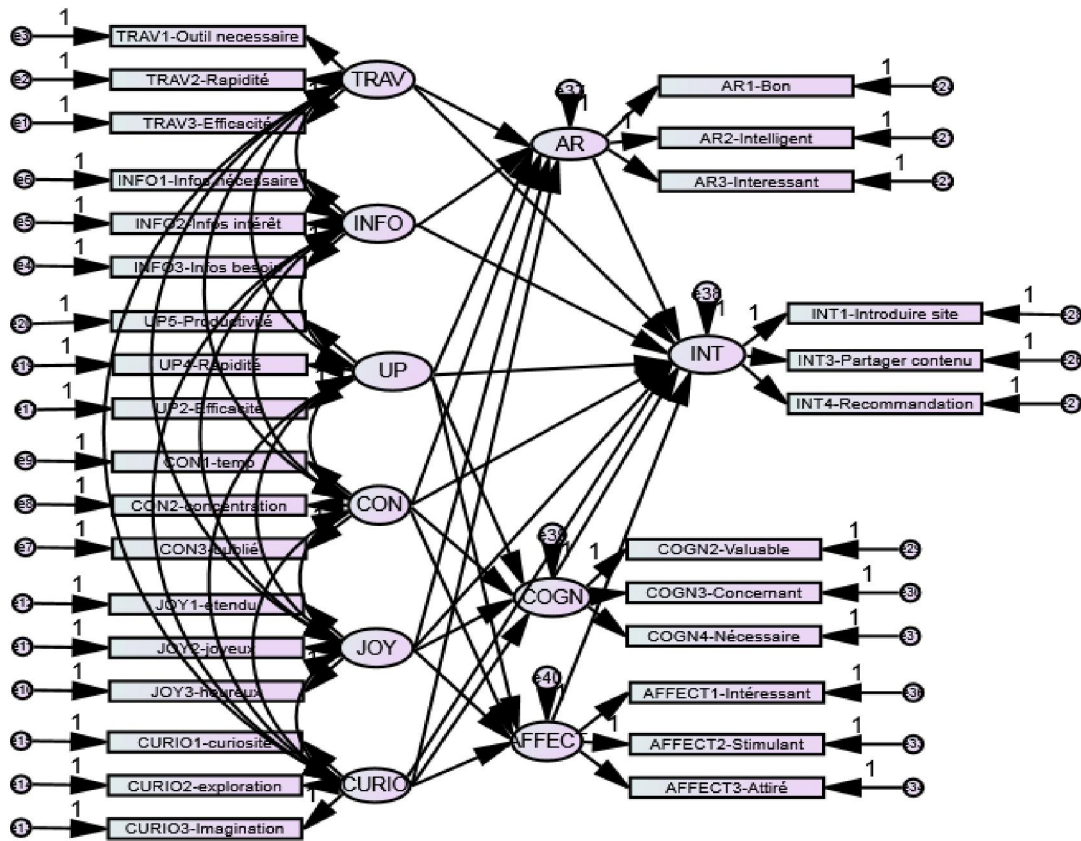 TRAV1-Outil necessaire
TRAV2-Rapidité
TRAV3-Efficacité
INFO1-Infos nécessaire
INFO2-Infos intérêt
INFO3-Infos besoin
UP5-Productivité
UP4-Rapidité
UP2-Efficacité
CON1-temp
CON2-concentration
CON3-oublié
JOY1-étendu
JOY2-joyeux
JOY3-heureux
CURIO1-curiosité
CURIO2-exploration
CURIO3-Imagination
TRAV
INFO
UP
CON
JOY
CURIO
e37
AR
e38
INT
COGN
e40
AFFEC
AR1-Bon
AR2-Intelligent
AR3-Interessant
INT1-Introduire site
INT3-Partager contenu
INT4-Recommandation
COGN2-Valuable
COGN3-Concernant
COGN4-Nécessaire
AFFECT1-Intéressant
AFFECT2-Stimulant
AFFECT3-Attiré